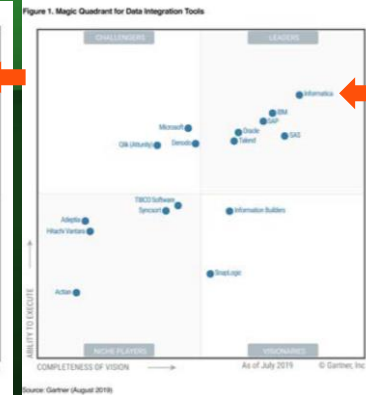 Figure 1. Magic Quadrant for Data Integration Tools
CHALLENGERS
LEADERS
Informatica
IBM
SAP
Microsoft
Oracle
SAS
Qlik (Attunity)
Denodo
Talend
TIBCO Software
Syncsort
Information Builders
Adeptia
Hitachi Vantara
SnapLogic
Actian
ABILITY TO EXECUTE
NICHE PLAYERS
VISIONARIES
COMPLETENESS OF VISION
As of July 2019
© Gartner, Inc
Source: Gartner (August 2019)